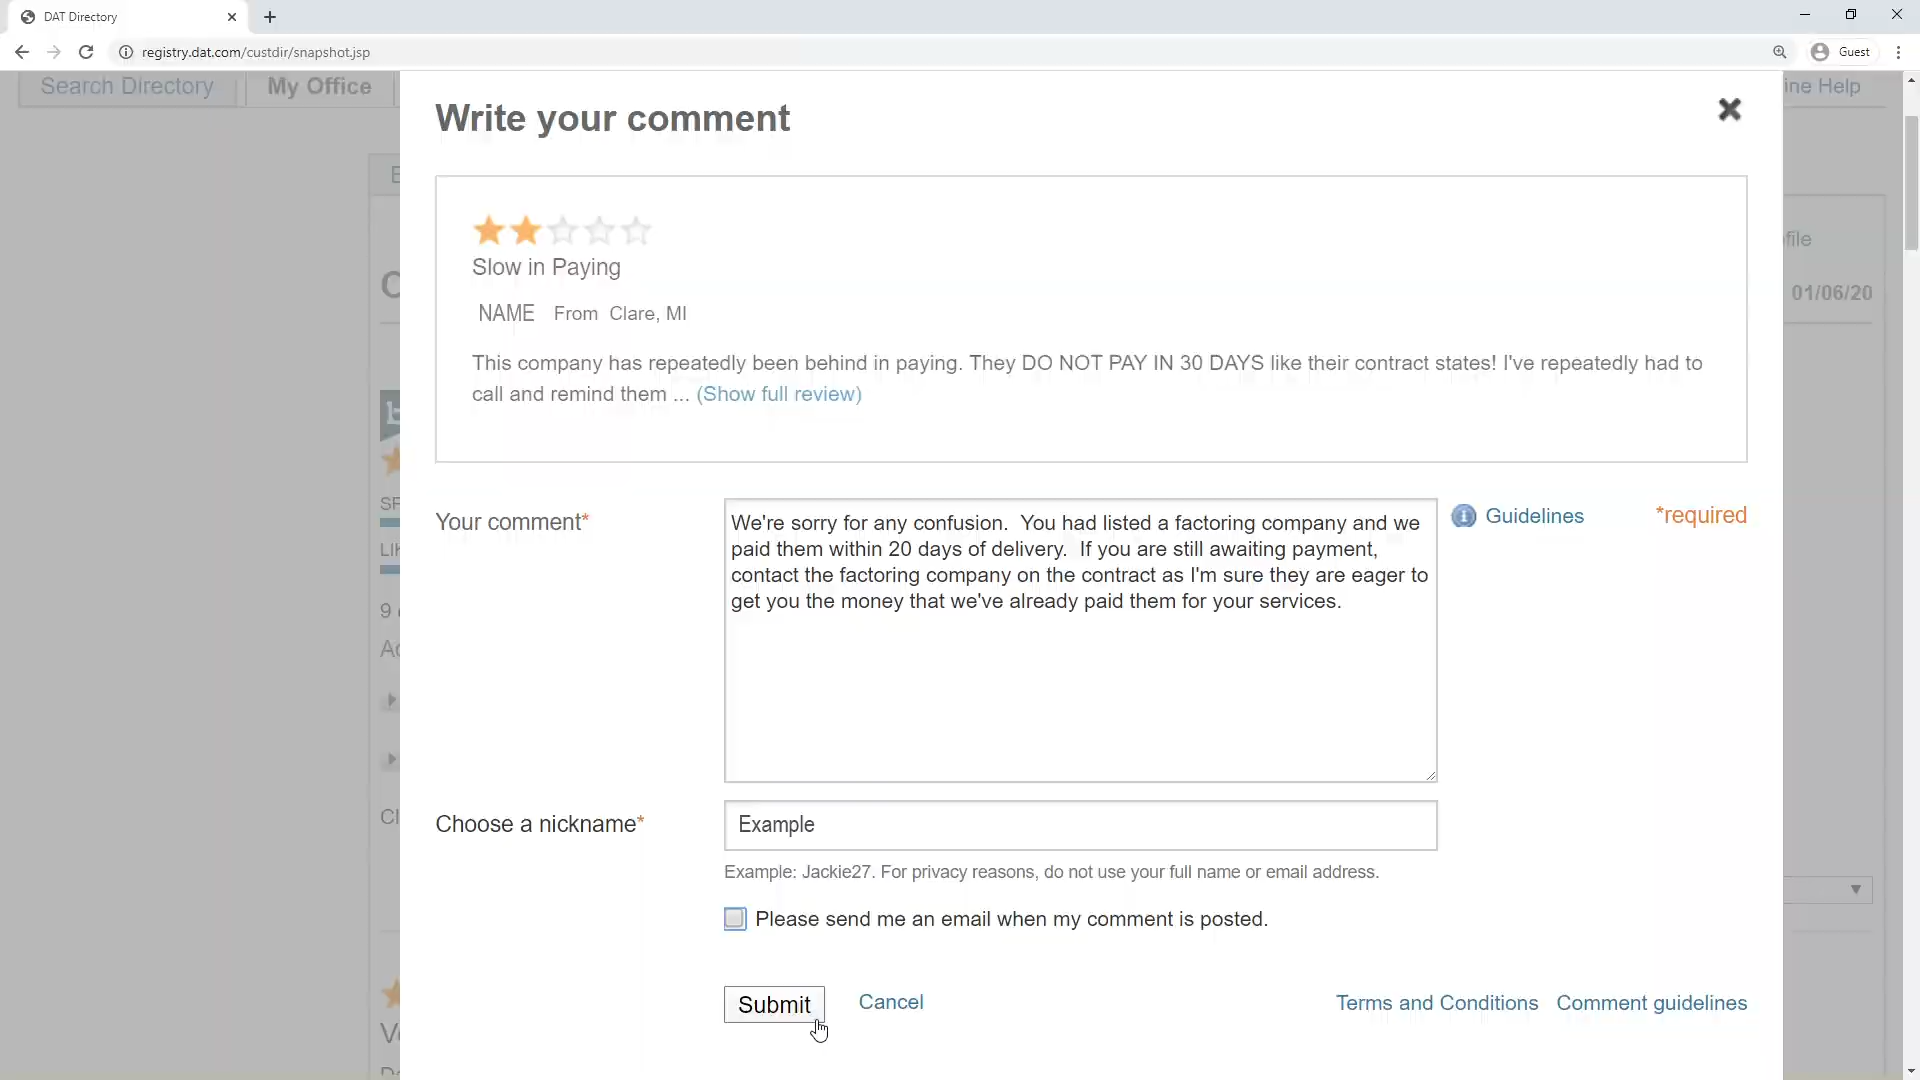 DAT Directory
registry.dat.com/custdir/snapshot.jsp
Guest
Search Directory
My Office
ine Help
Write your comment
Slow in Paying
file
NAME From Clare, MI
01/06/20
This company has repeatedly been behind in paying. They DO NOT PAY IN 30 DAYS like their contract states! I've repeatedly had to
call and remind them ... (Show full review)
Your comment*
We're sorry for any confusion.  You had listed a factoring company and we
paid them within 20 days of delivery.  If you are still awaiting payment,
contact the factoring company on the contract as I'm sure they are eager to
get you the money that we've already paid them for your services.
Guidelines
*required
9
Choose a nickname*
Example
Example: Jackie27. For privacy reasons, do not use your full name or email address.
Please send me an email when my comment is posted.
Submit
Cancel
Terms and Conditions
Comment guidelines